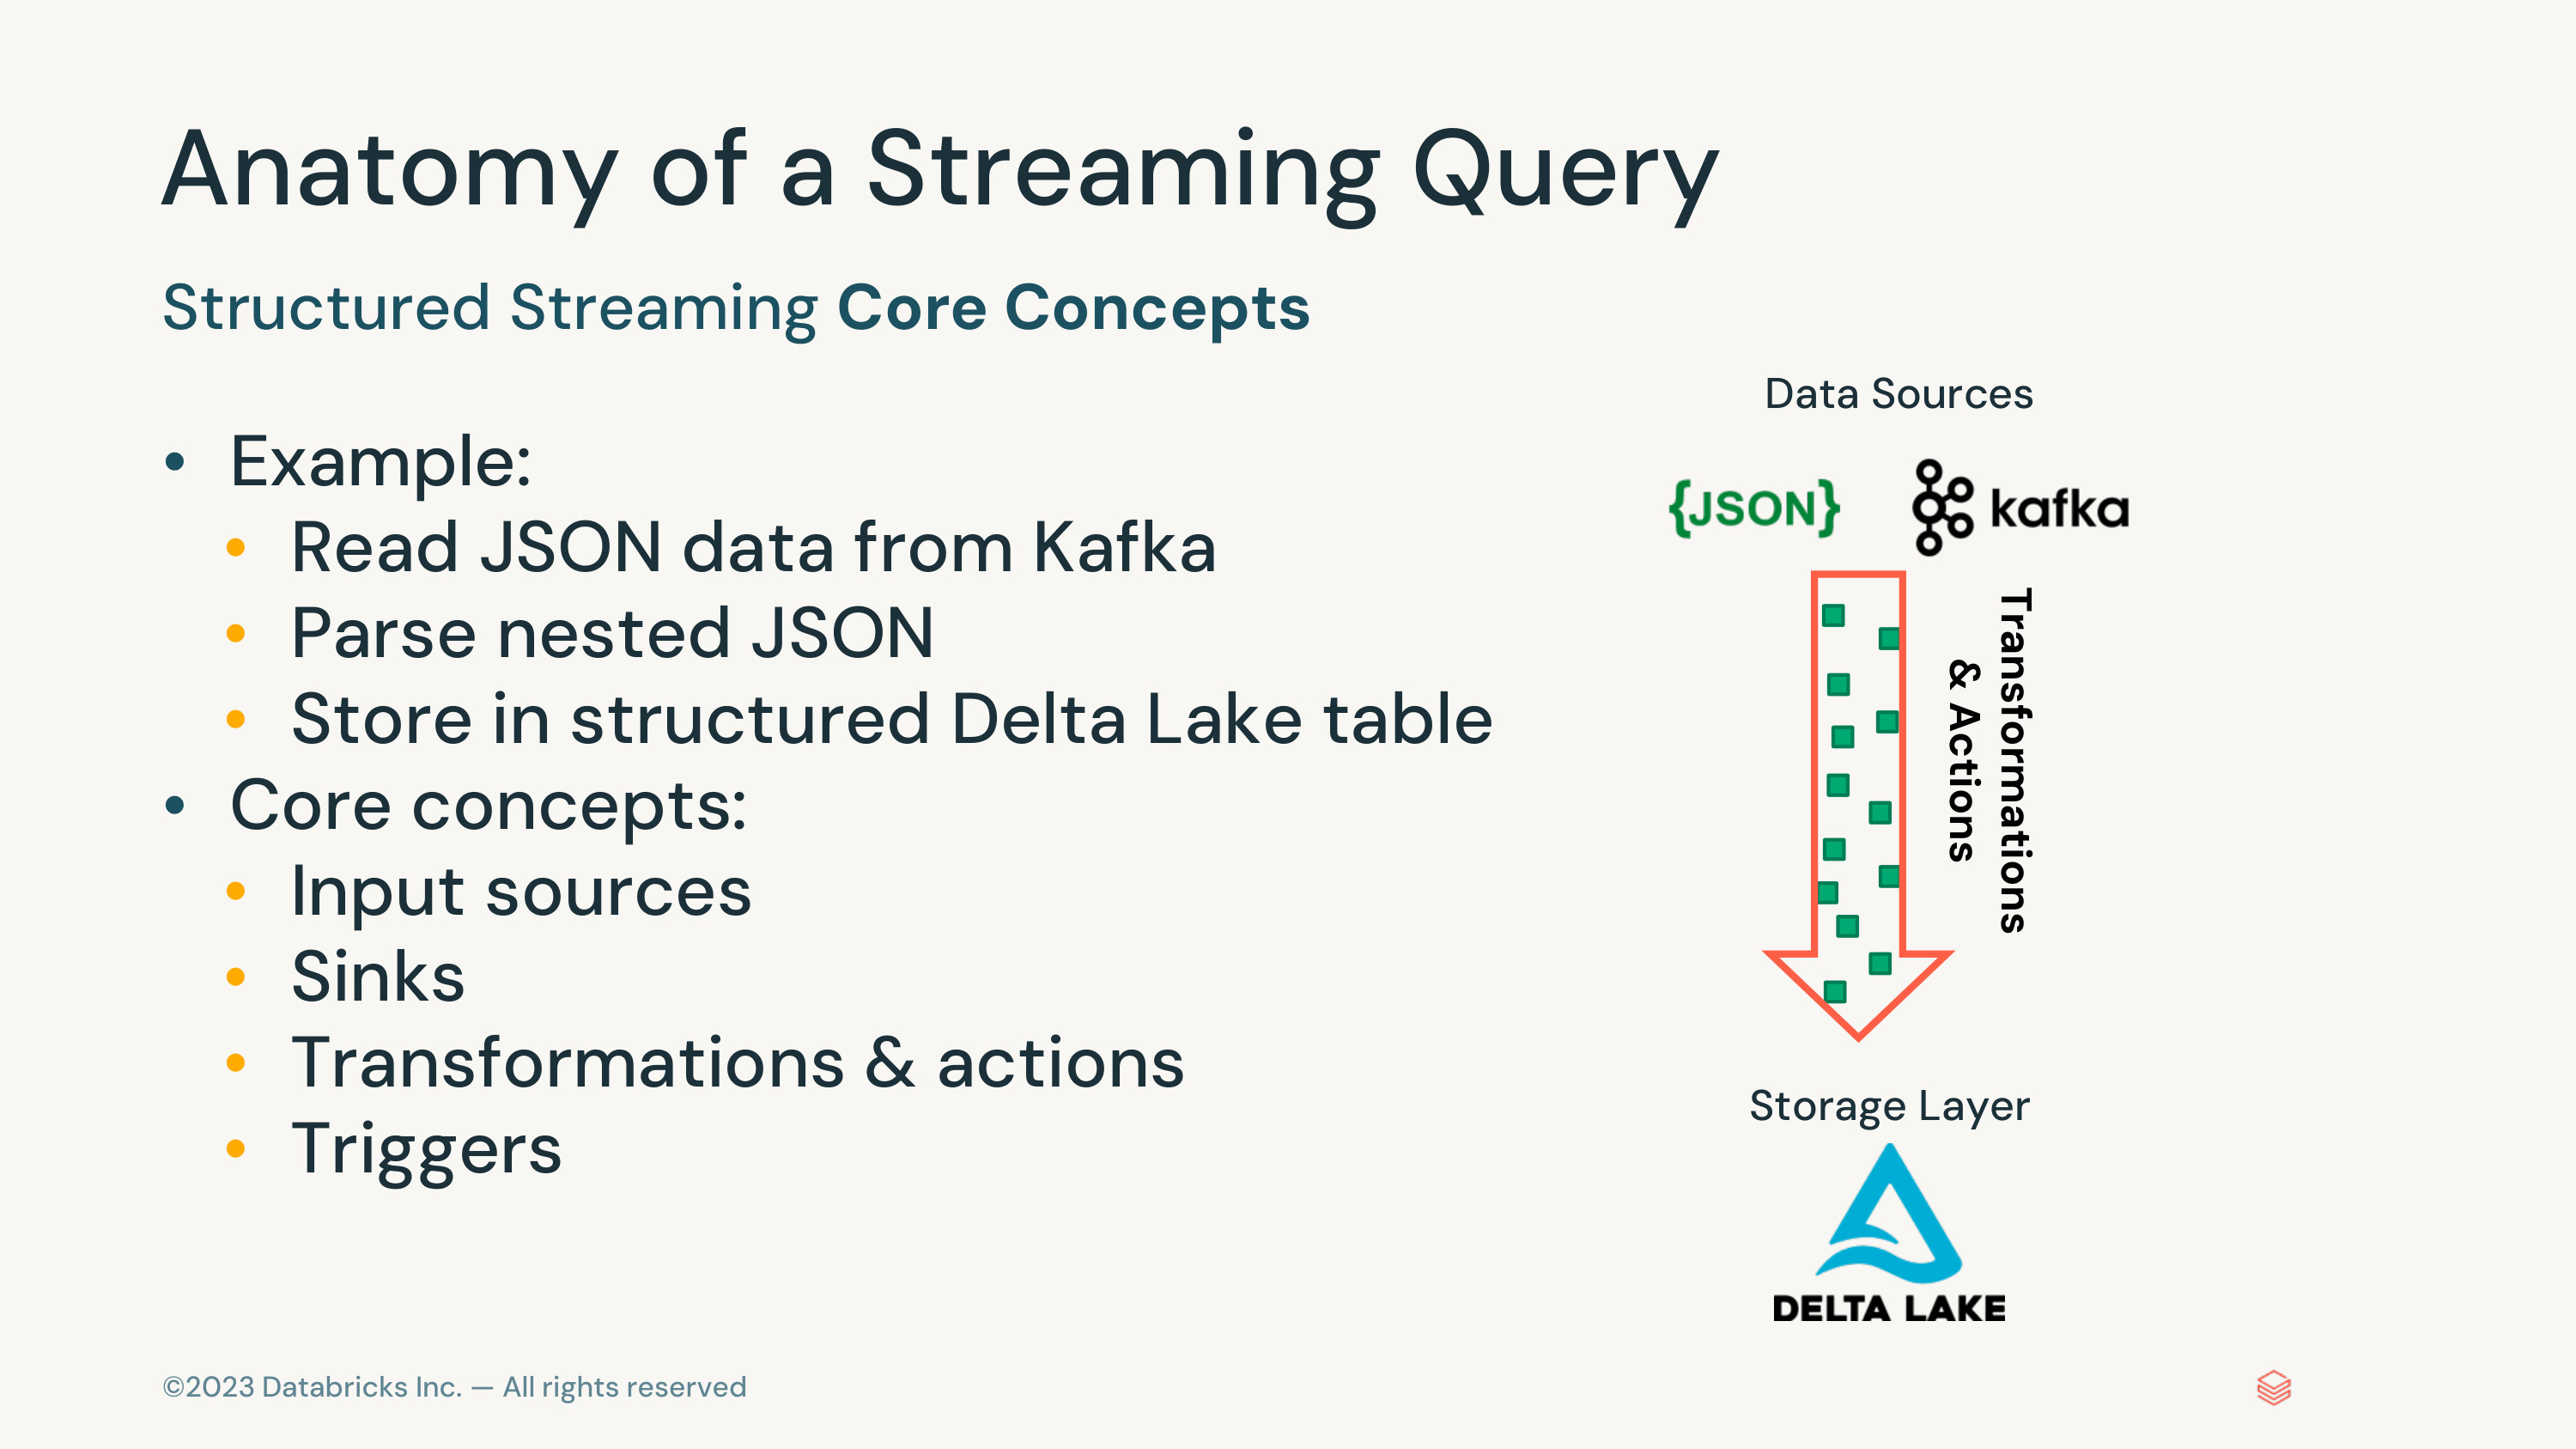 Anatomy of a Streaming Query
Structured Streaming Core Concepts
• Example:
• Read JSON data from Kafka
• Parse nested JSON
• Store in structured Delta Lake table
• Core concepts:
• Input sources
• Sinks
• Transformations & actions
• Triggers
Data Sources
{JSON}
kafka
Transformations
& Actions
Storage Layer
DELTA LAKE
©2023 Databricks Inc. — All rights reserved